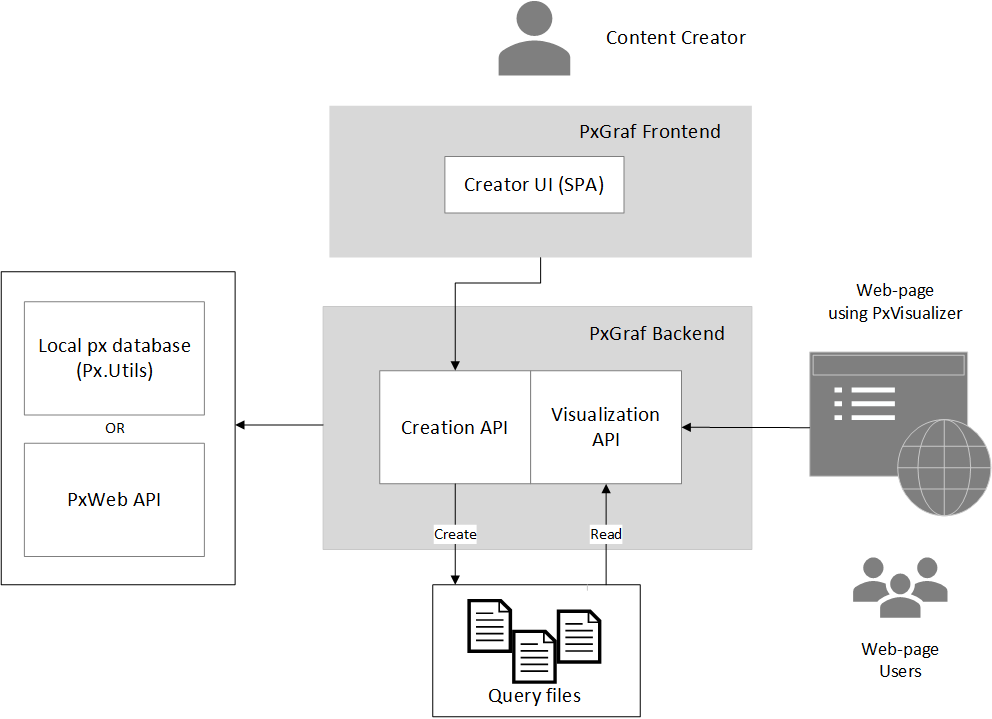 Content Creator
PxGraf Frontend
Creator UI (SPA)
Web-page
using PxVisualizer
PxGraf Backend
Local px database
(Px.Utils)
OR
PxWeb API
Creation API
Visualization
API
Create
Read
Query files
Web-page
Users